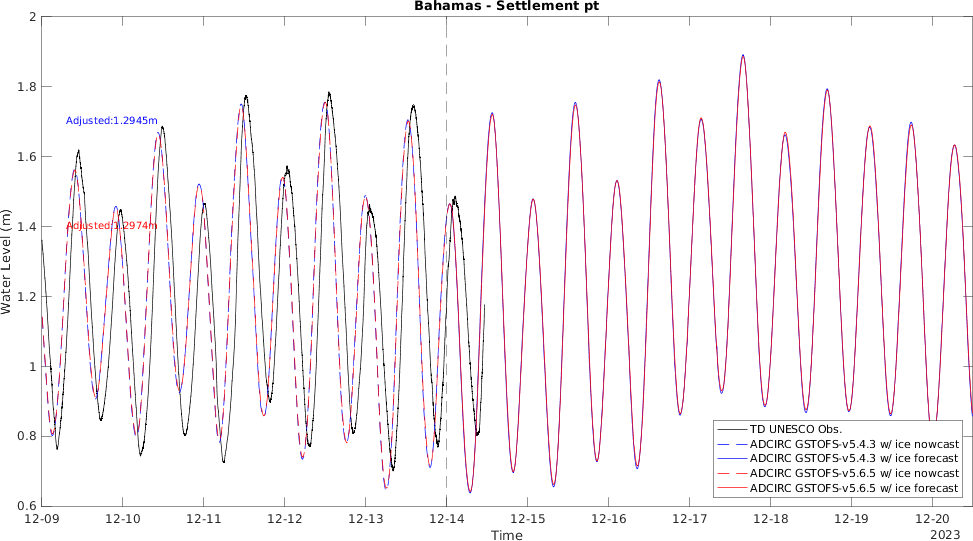 Bahamas - Settlement pt
2
1.8
1.6
1.4
1.2
1
0.8
0.6
Water Level (m)
Adjusted:1.2945m
Adjusted:1.2974m
TD UNESCO Obs.
ADCIRC GSTOFS-v5.4.3 w/ ice nowcast
ADCIRC GSTOFS-v5.4.3 w/ ice forecast
ADCIRC GSTOFS-v5.6.5 w/ ice nowcast
ADCIRC GSTOFS-v5.6.5 w/ ice forecast
12-09 12-10 12-11 12-12 12-13 12-14 12-15 12-16 12-17 12-18 12-19 12-20
2023
Time